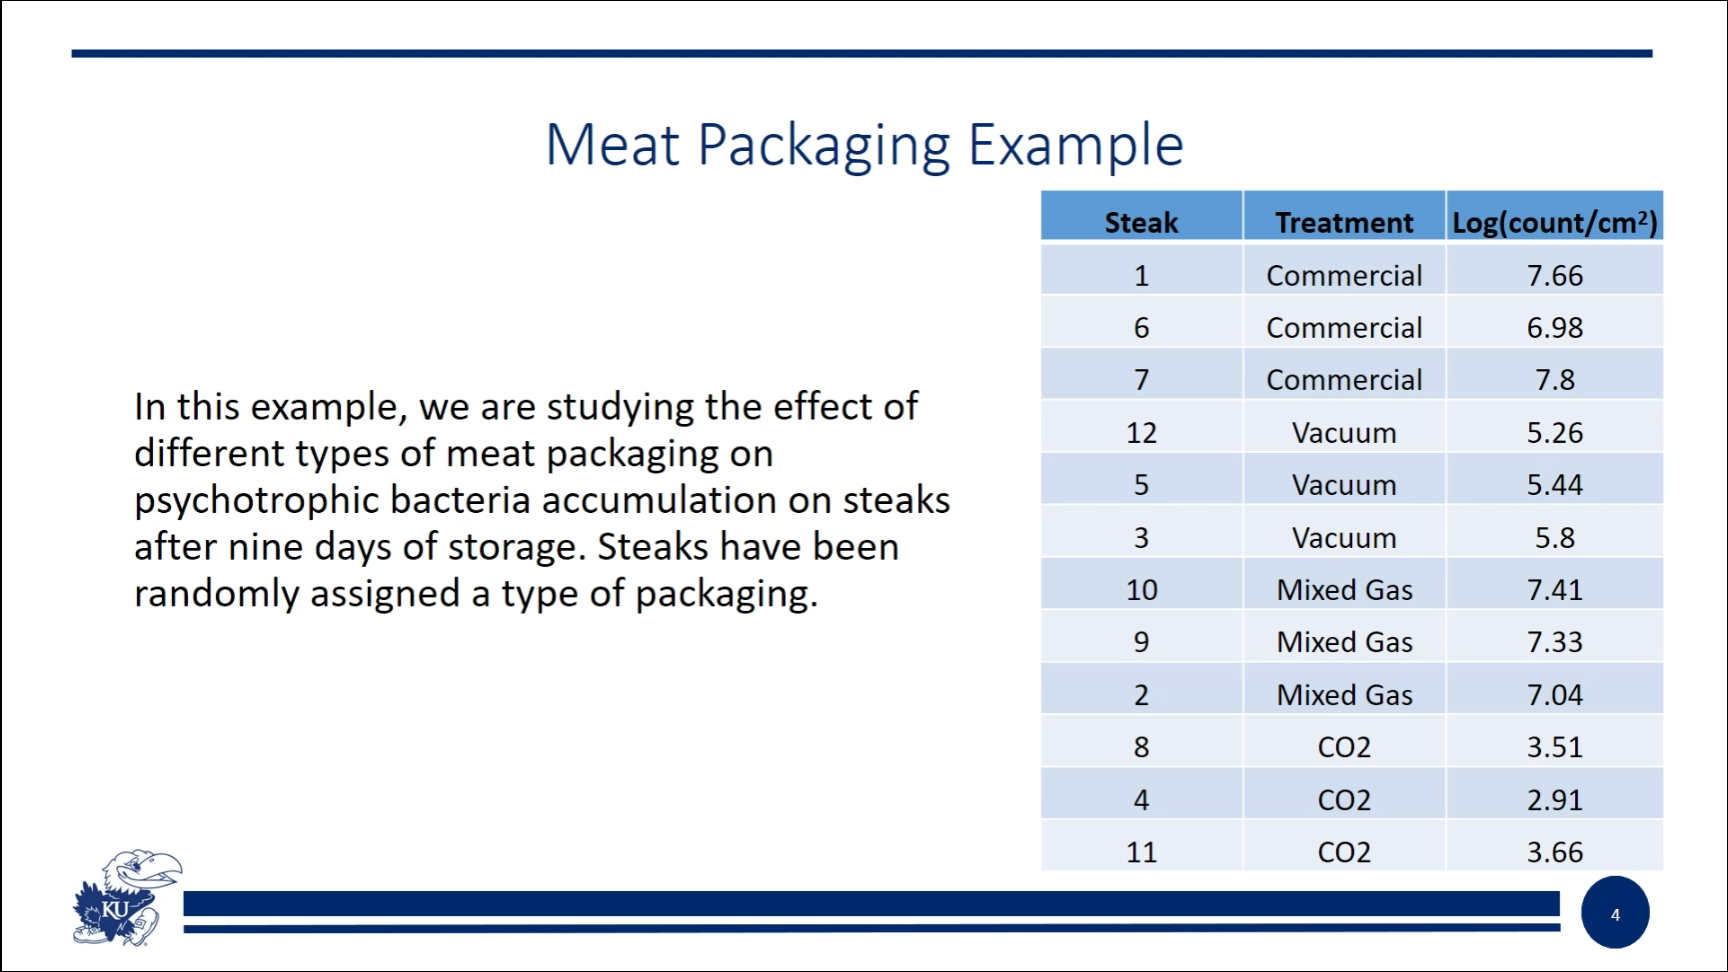 Meat Packaging Example
In this example, we are studying the effect of
different types of meat packaging on
psychotrophic bacteria accumulation on steaks
after nine days of storage. Steaks have been
randomly assigned a type of packaging.
Steak Treatment Log(count/cm²)
1 Commercial 7.66
6 Commercial 6.98
7 Commercial 7.8
12 Vacuum 5.26
5 Vacuum 5.44
3 Vacuum 5.8
10 Mixed Gas 7.41
9 Mixed Gas 7.33
2 Mixed Gas 7.04
8 CO2 3.51
4 CO2 2.91
11 CO2 3.66
KU
4